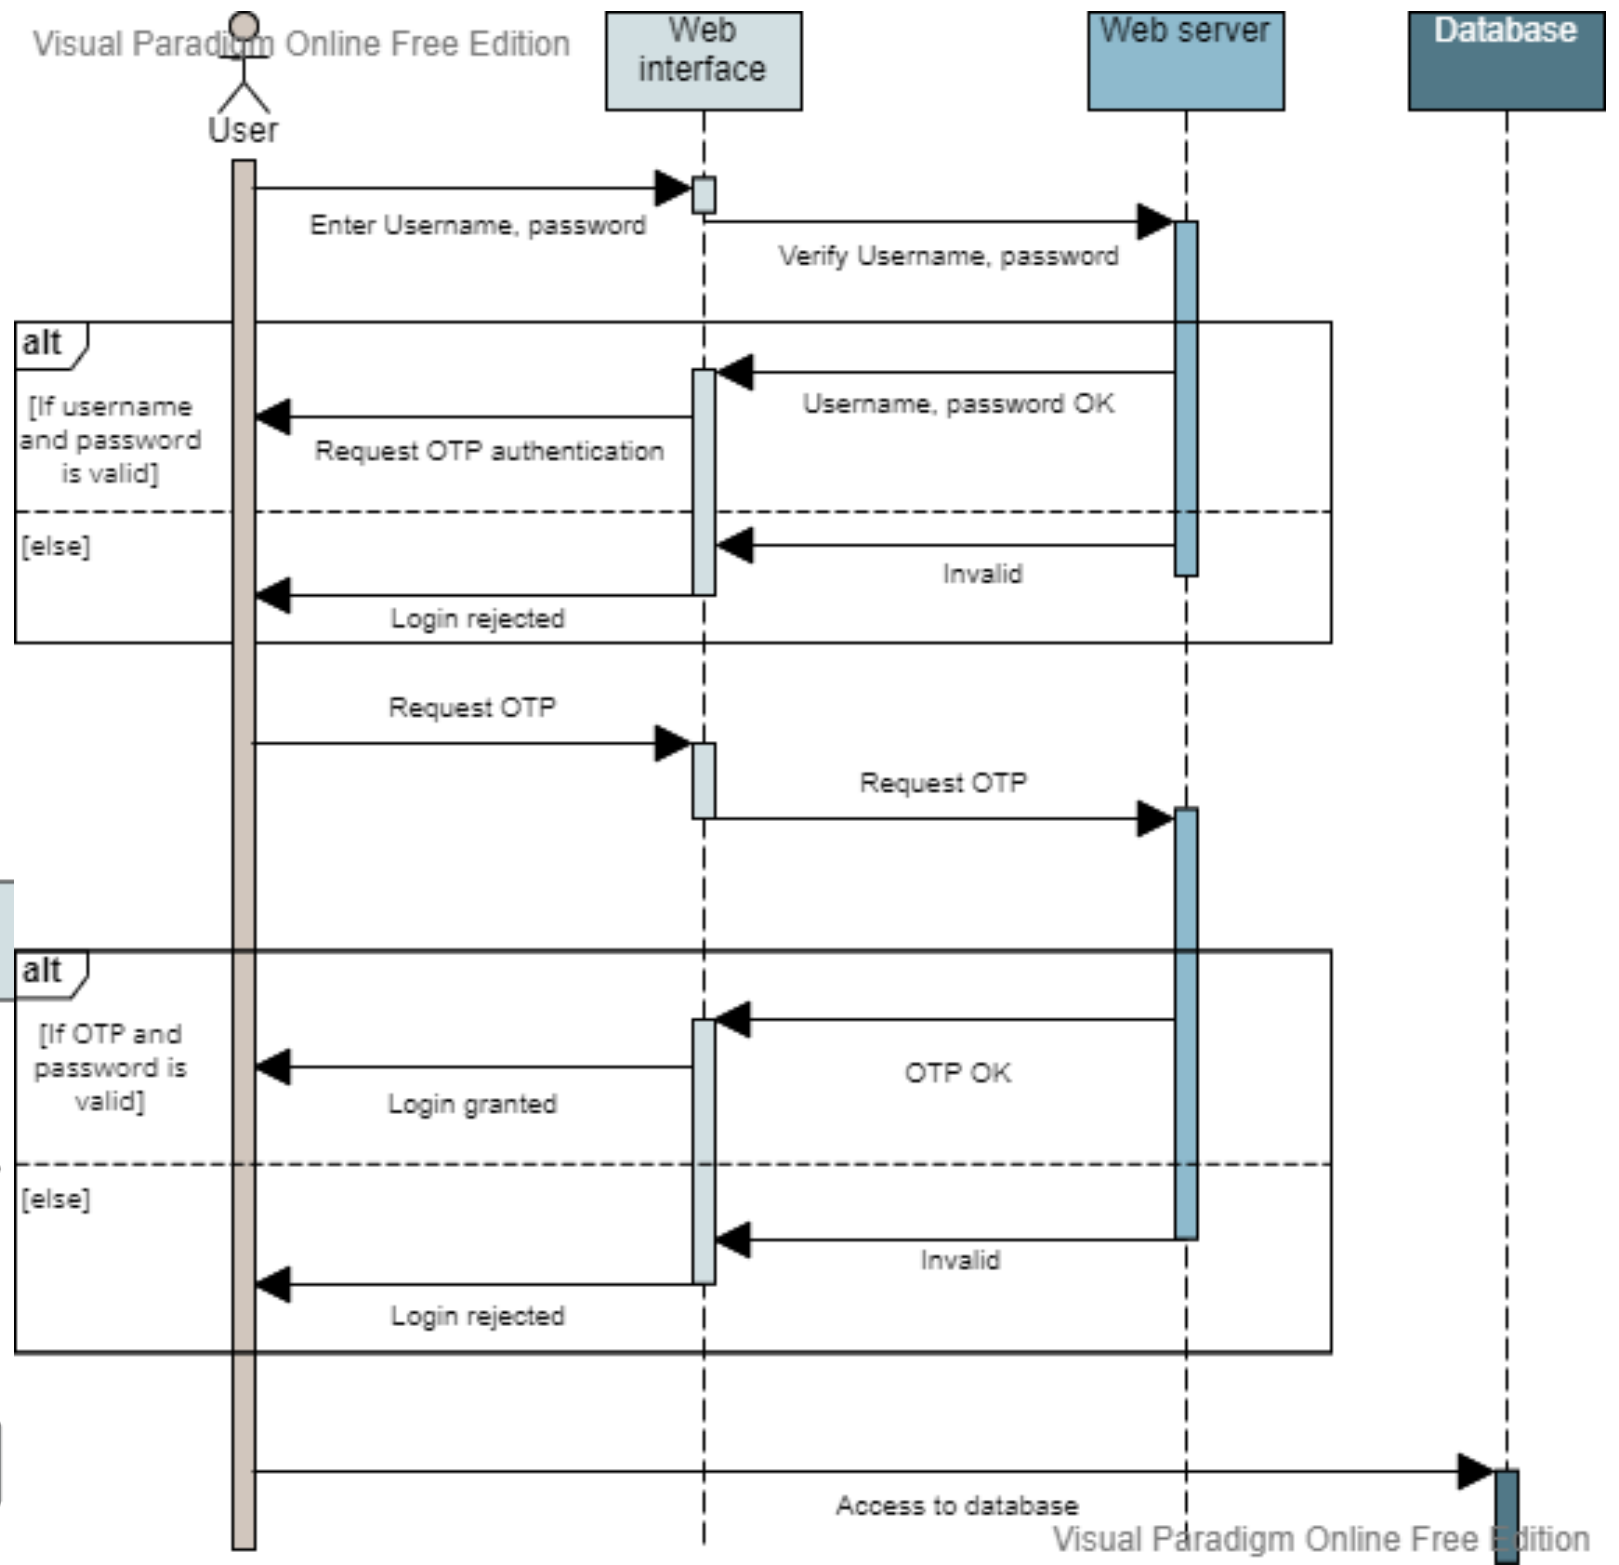 Visual Paradigm Online Free Edition
User
Web
interface
Web server
Database
Enter Username, password
Verify Username, password
alt
[If username
and password
is valid]
Username, password OK
Request OTP authentication
[else]
Invalid
Login rejected
Request OTP
Request OTP
alt
[If OTP and
password is
valid]
OTP OK
Login granted
[else]
Invalid
Login rejected
Access to database
Visual Paradigm Online Free Edition